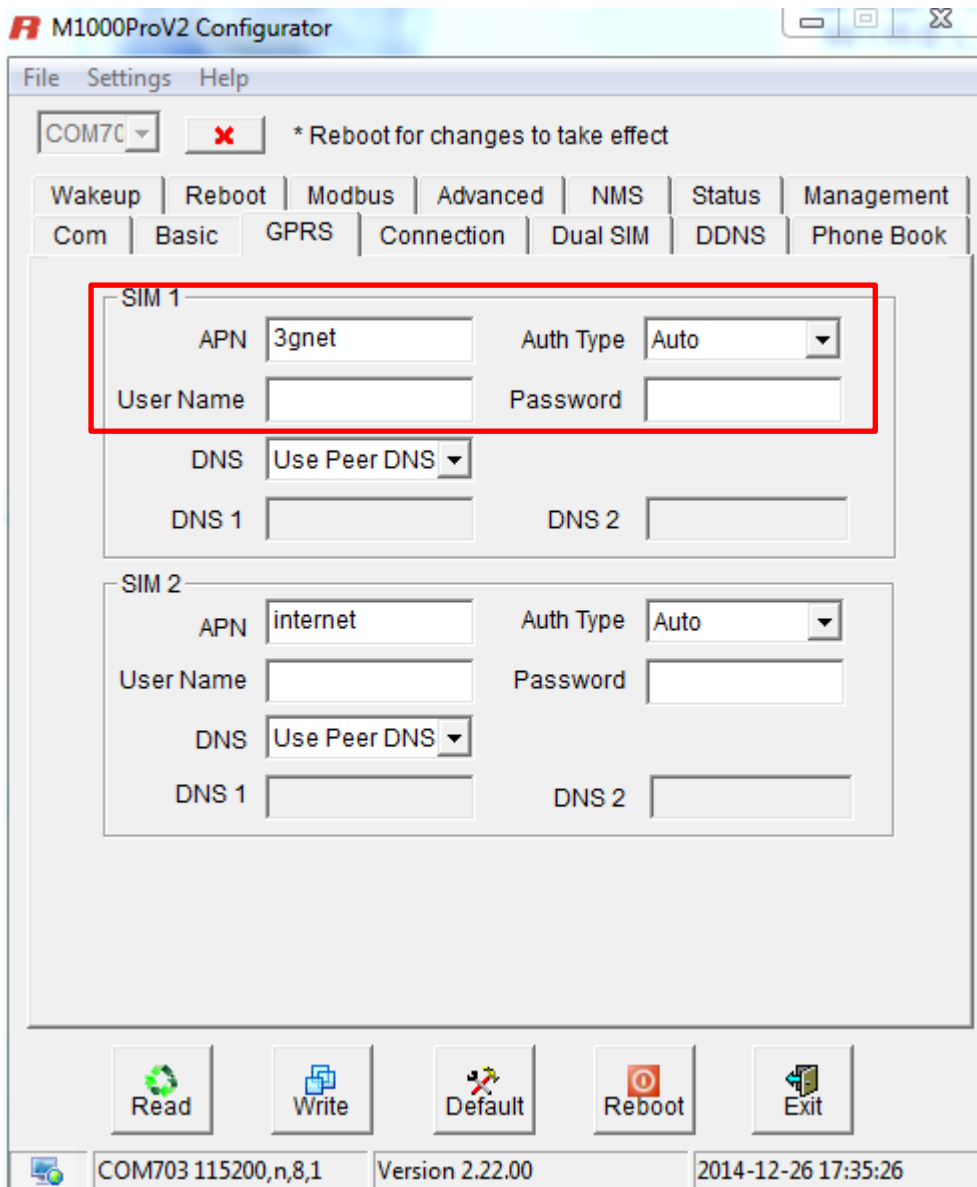 M1000ProV2 Configurator
File Settings Help
COM70 * Reboot for changes to take effect
Wakeup Reboot Modbus Advanced NMS Status Management
Com Basic GPRS Connection Dual SIM DDNS Phone Book
SIM 1
APN 3gnet Auth Type Auto
User Name Password
DNS Use Peer DNS
DNS 1 DNS 2
SIM 2
APN internet Auth Type Auto
User Name Password
DNS Use Peer DNS
DNS 1 DNS 2
Read Write Default Reboot Exit
COM703 115200,n,8,1 Version 2.22.00 2014-12-26 17:35:26